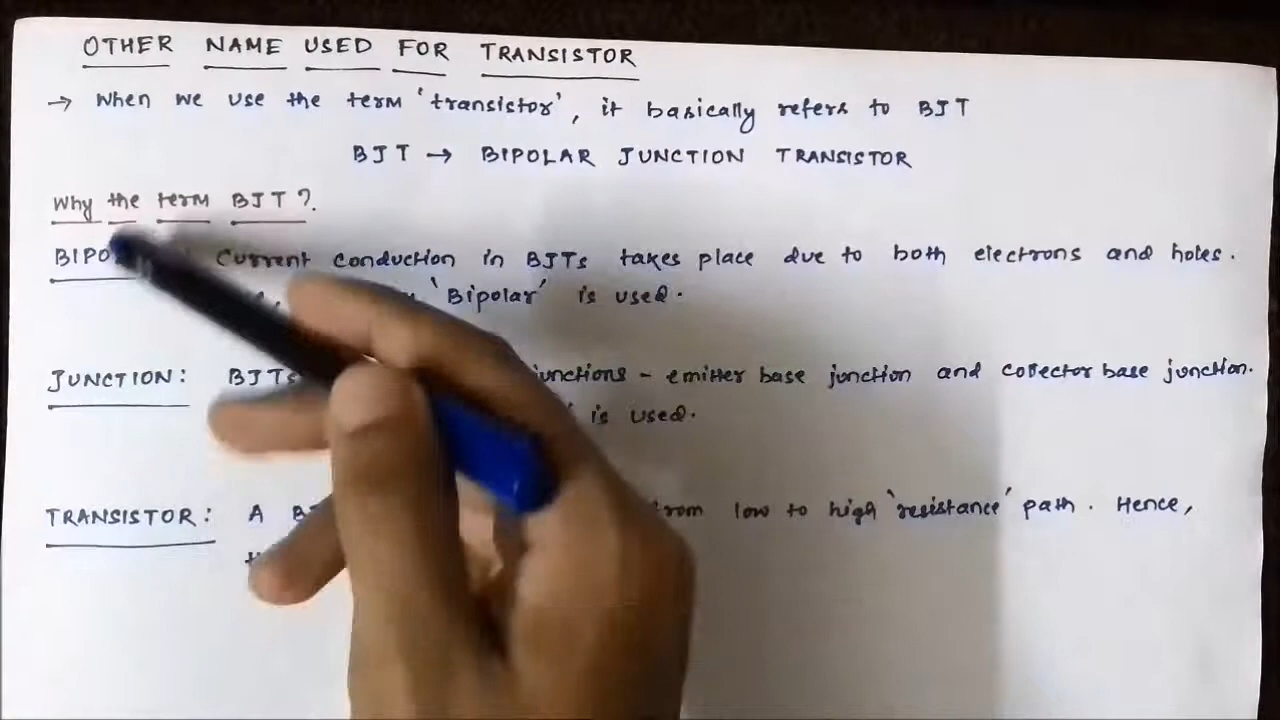 OTHER NAME USED FOR TRANSISTOR
→ When we use the term 'transistor', it basically refers to BJT
BJT → BIPOLAR JUNCTION TRANSISTOR
Why the term BJT?
Current conduction in BJTs takes place due to both electrons and holes.
'Bipolar' is used.
JUNCTION: BJTs junctions - emitter base junction and collector base junction.
is used.
TRANSISTOR: A from low to high 'resistance' path. Hence,